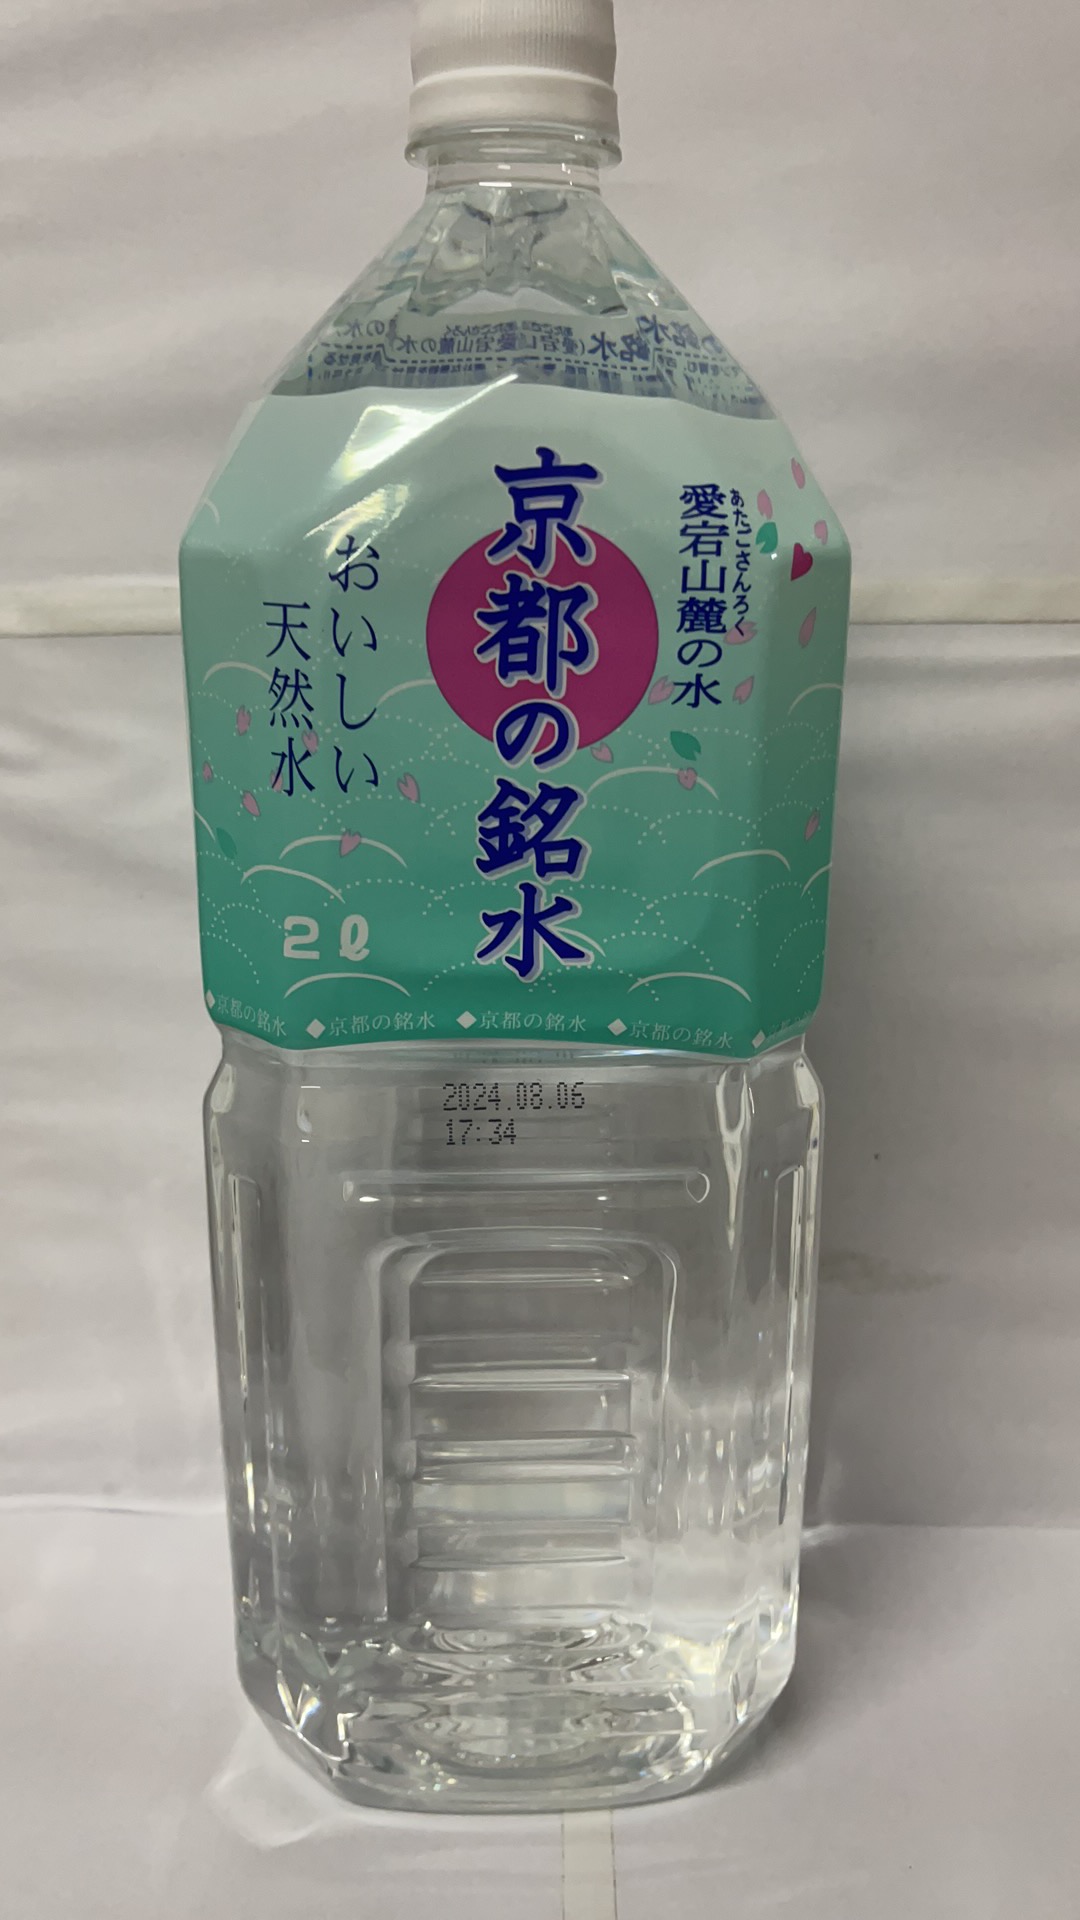 愛宕山麓の水
あたごさんろく
京都の銘水
おいしい
天然水
2ℓ
◆京都の銘水 ◆京都の銘水 ◆京都の銘水 ◆京都の銘水
2024.08.06
17:34